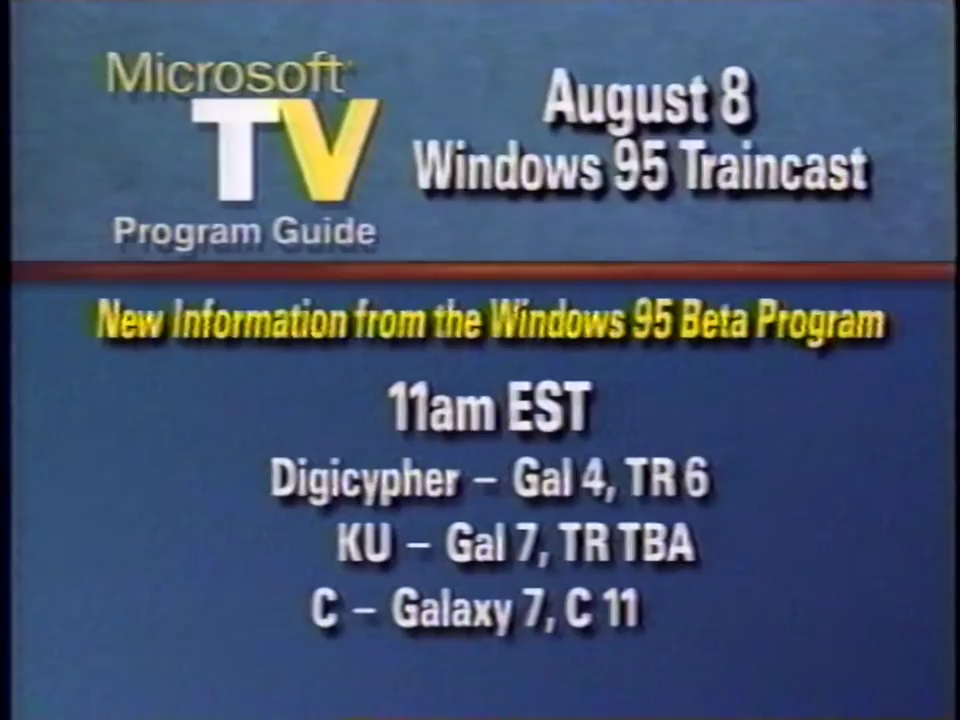 Microsoft
TV
Program Guide
August 8
Windows 95 Traincast
New Information from the Windows 95 Beta Program
11am EST
Digicypher – Gal 4, TR 6
KU – Gal 7, TR TBA
C – Galaxy 7, C 11